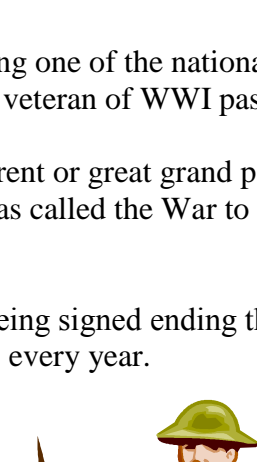 ng one of the nationa
veteran of WWI pas
rent or great grand p
as called the War to
eing signed ending t
every year.